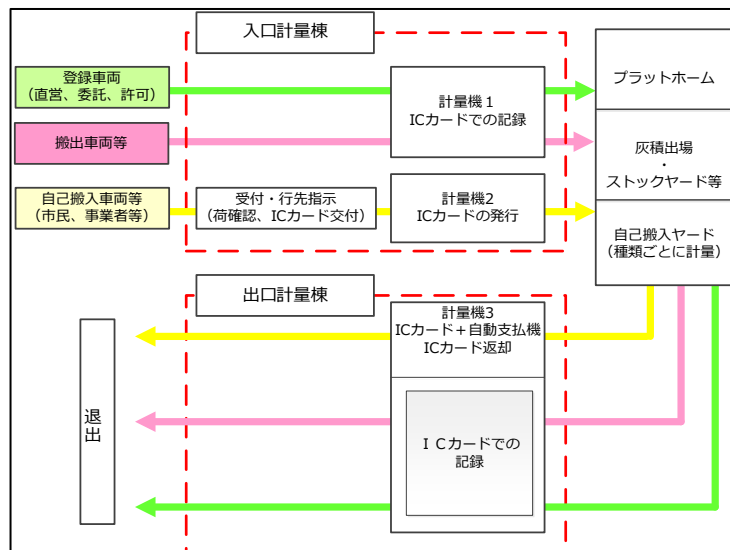 入口計量棟
登録車両
（直営、委託、許可）
計量機１
ICカードでの記録
プラットホーム
搬出車両等
灰積出場
・
ストックヤード等
自己搬入車両等
（市民、事業者等）
受付・行先指示
（荷確認、ICカード交付）
計量機2
ICカードの発行
自己搬入ヤード
（種類ごとに計量）
出口計量棟
計量機3
ICカード＋自動支払機
ICカード返却
退出
ＩＣカードでの
記録